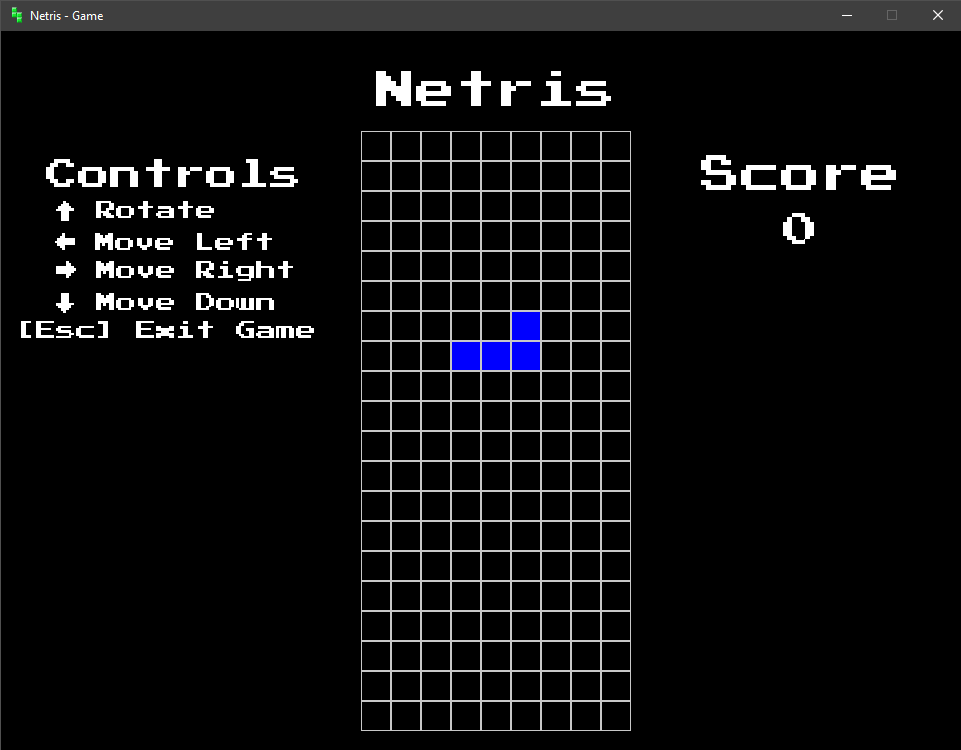 Netris - Game
Netris
Controls
↑ Rotate
← Move Left
→ Move Right
↓ Move Down
[Esc] Exit Game
Score
0